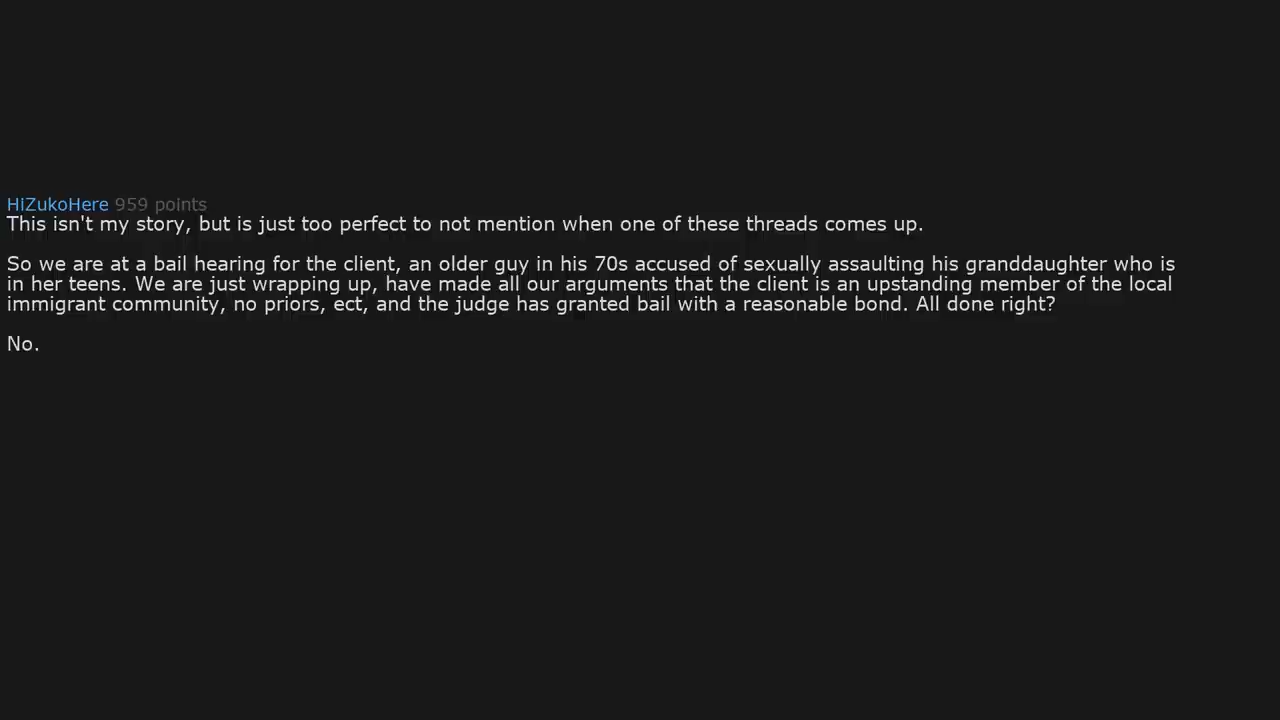 HiZukoHere 959 points
This isn't my story, but is just too perfect to not mention when one of these threads comes up.
So we are at a bail hearing for the client, an older guy in his 70s accused of sexually assaulting his granddaughter who is
in her teens. We are just wrapping up, have made all our arguments that the client is an upstanding member of the local
immigrant community, no priors, ect, and the judge has granted bail with a reasonable bond. All done right?
No.